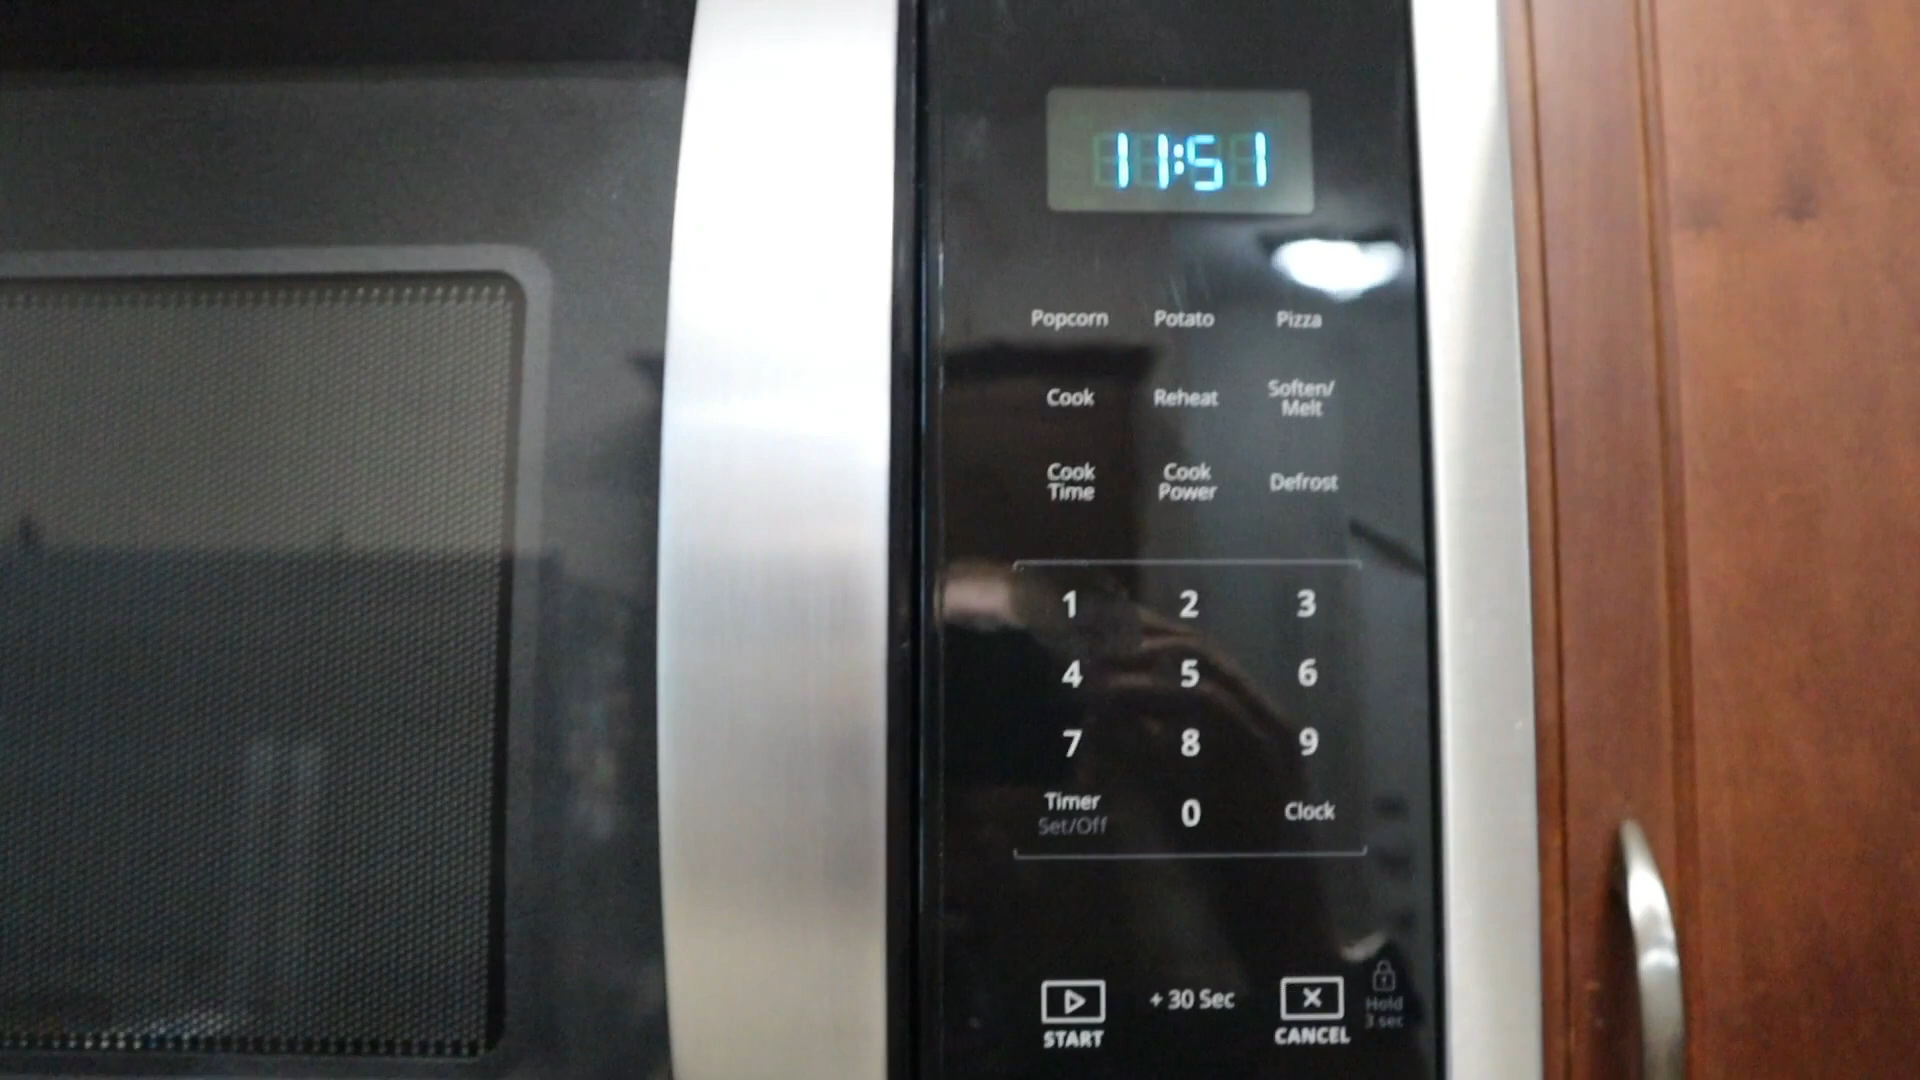 11:51
Popcorn Potato Pizza
Cook Reheat Soften/
Melt
Cook Cook Defrost
Time Power
1 2 3
4 5 6
7 8 9
Timer 0 Clock
Set/Off
+ 30 Sec
START CANCEL
Hold
3 sec